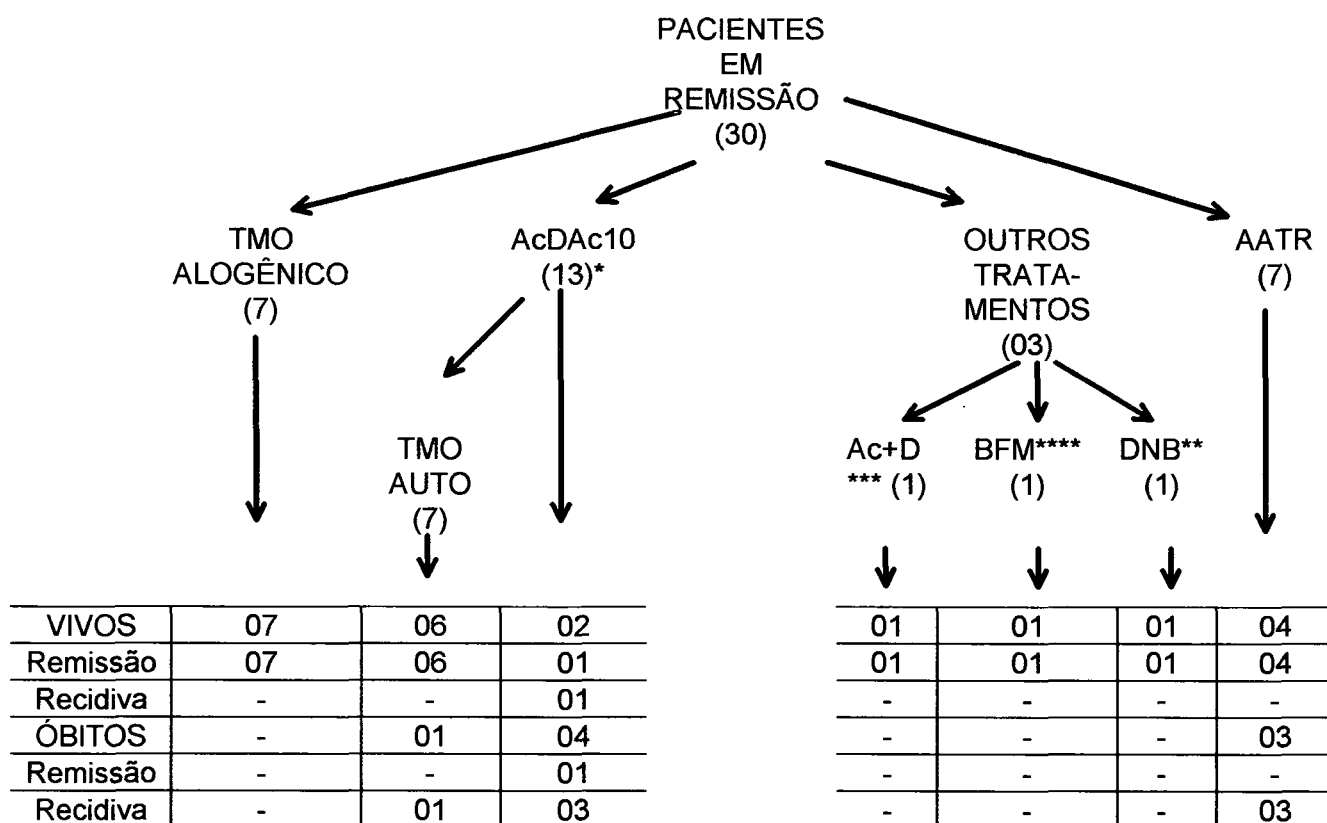 PACIENTES
EM
REMISSÃO
(30)
TMO
ALOGÊNICO
(7)
AcDAc10
(13)*
OUTROS
TRATA-
MENTOS
(03)
AATR
(7)
TMO
AUTO
(7)
Ac+D
*** (1)
BFM****
(1)
DNB**
(1)
VIVOS 07 06 02 01 01 01 04
Remissão 07 06 01 01 01 01 04
Recidiva - - 01 - - - -
ÓBITOS - 01 04 - - - 03
Remissão - - 01 - - - -
Recidiva - 01 03 - - - 03